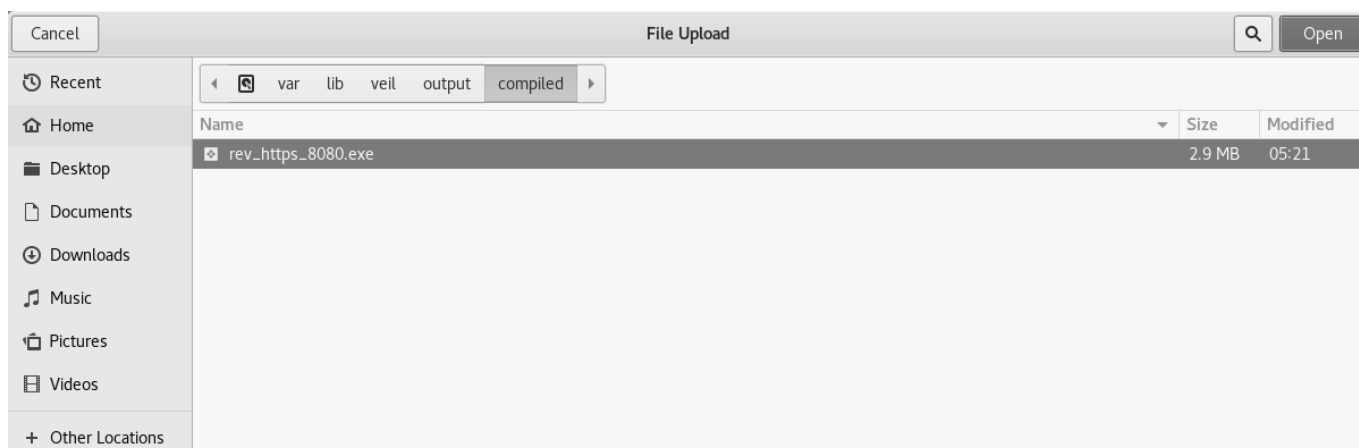 Cancel File Upload Open
Recent
var lib veil output compiled
Home
Name Size Modified
rev_https_8080.exe 2.9 MB 05:21
Desktop
Documents
Downloads
Music
Pictures
Videos
+ Other Locations